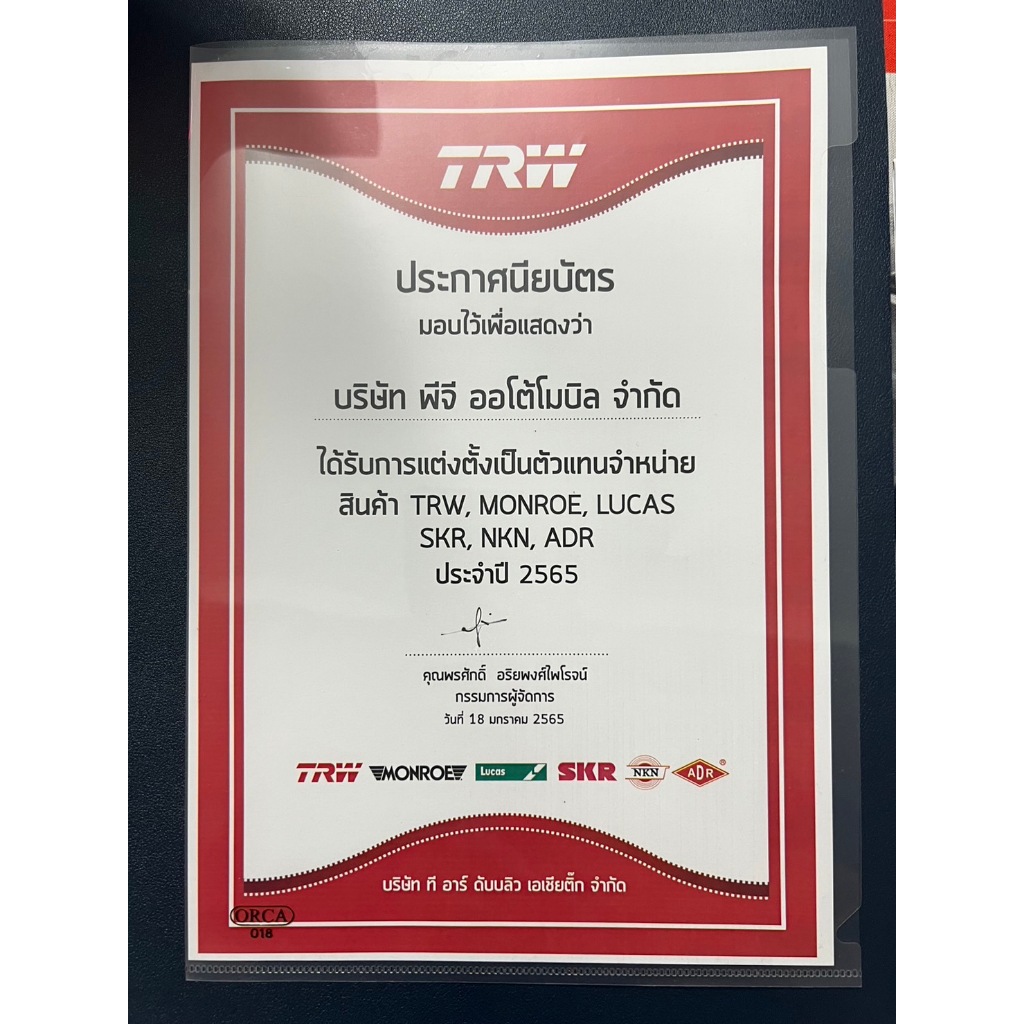 TRW
ประกาศนียบัตร
มอบไว้เพื่อแสดงว่า
บริษัท พีจี ออโต้โมบิล จำกัด
ได้รับการแต่งตั้งเป็นตัวแทนจำหน่าย
สินค้า TRW, MONROE, LUCAS
SKR, NKN, ADR
ประจำปี 2565
คุณพรศักดิ์ อริยพงศ์ไพโรจน์
กรรมการผู้จัดการ
วันที่ 18 มกราคม 2565
TRW MONROE Lucas SKR NKN ADR®
บริษัท ที อาร์ ดับบลิว เอเชียติ๊ก จำกัด
ORCA
018